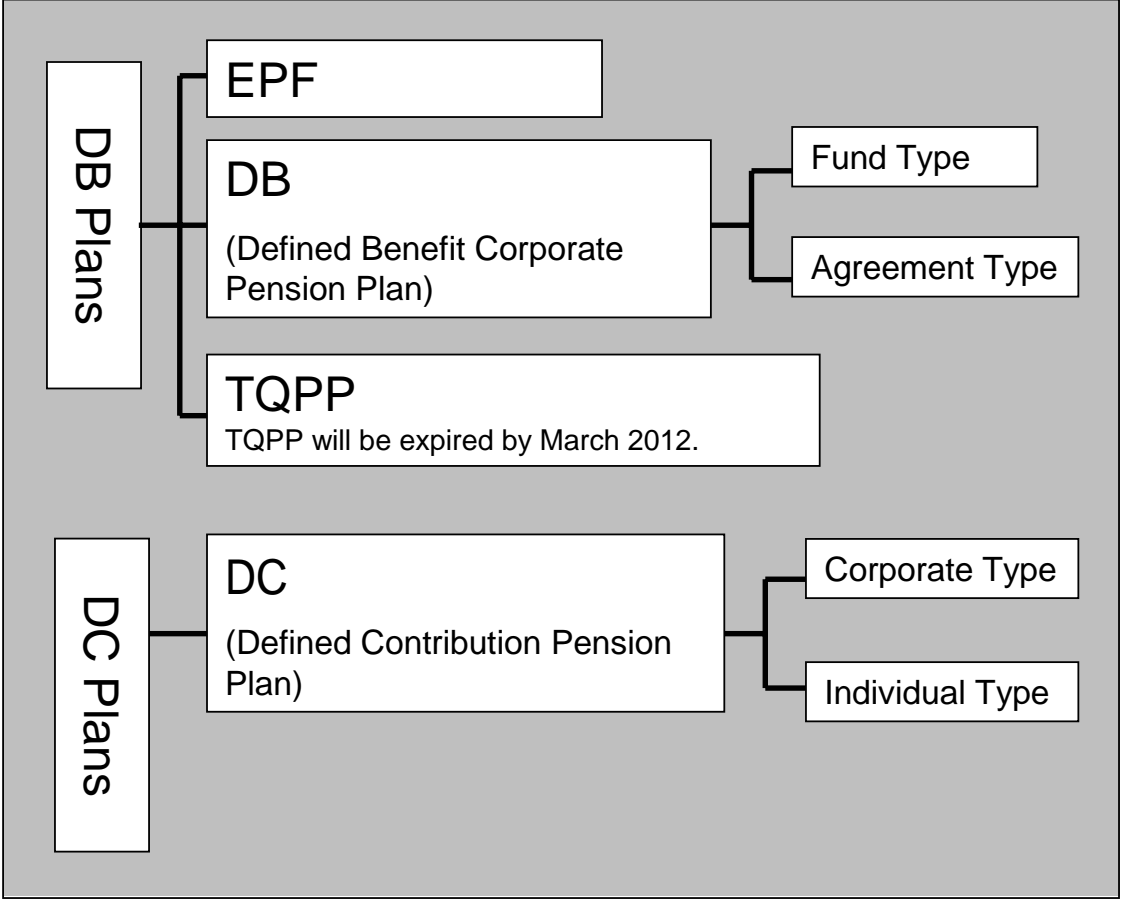 DB Plans
EPF
DB
(Defined Benefit Corporate
Pension Plan)
Fund Type
Agreement Type
TQPP
TQPP will be expired by March 2012.
DC Plans
DC
(Defined Contribution Pension
Plan)
Corporate Type
Individual Type